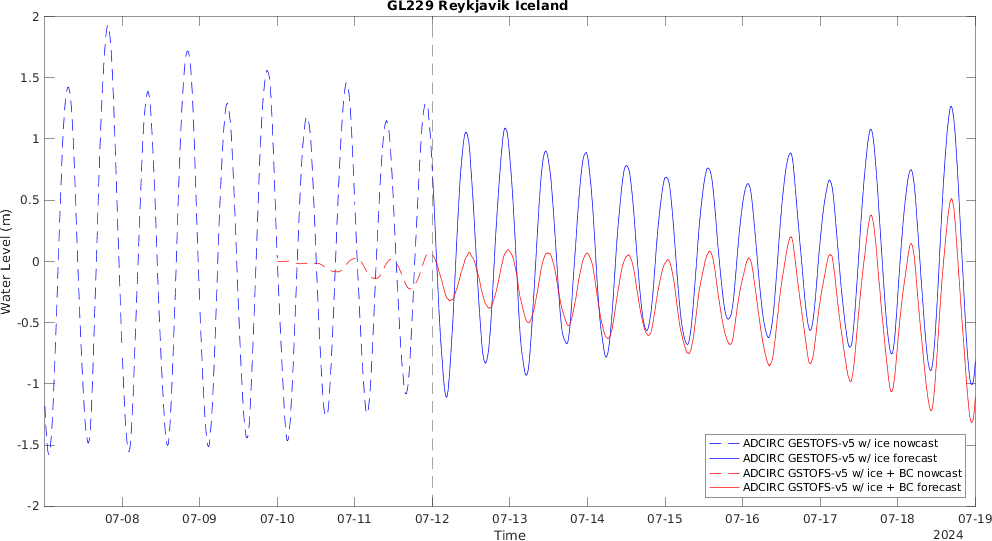 GL229 Reykjavik Iceland
2
1.5
1
0.5
0
-0.5
-1
-1.5
-2
Water Level (m)
ADCIRC GESTOFS-v5 w/ ice nowcast
ADCIRC GESTOFS-v5 w/ ice forecast
ADCIRC GSTOFS-v5 w/ ice + BC nowcast
ADCIRC GSTOFS-v5 w/ ice + BC forecast
07-08 07-09 07-10 07-11 07-12 07-13 07-14 07-15 07-16 07-17 07-18 07-19
Time
2024